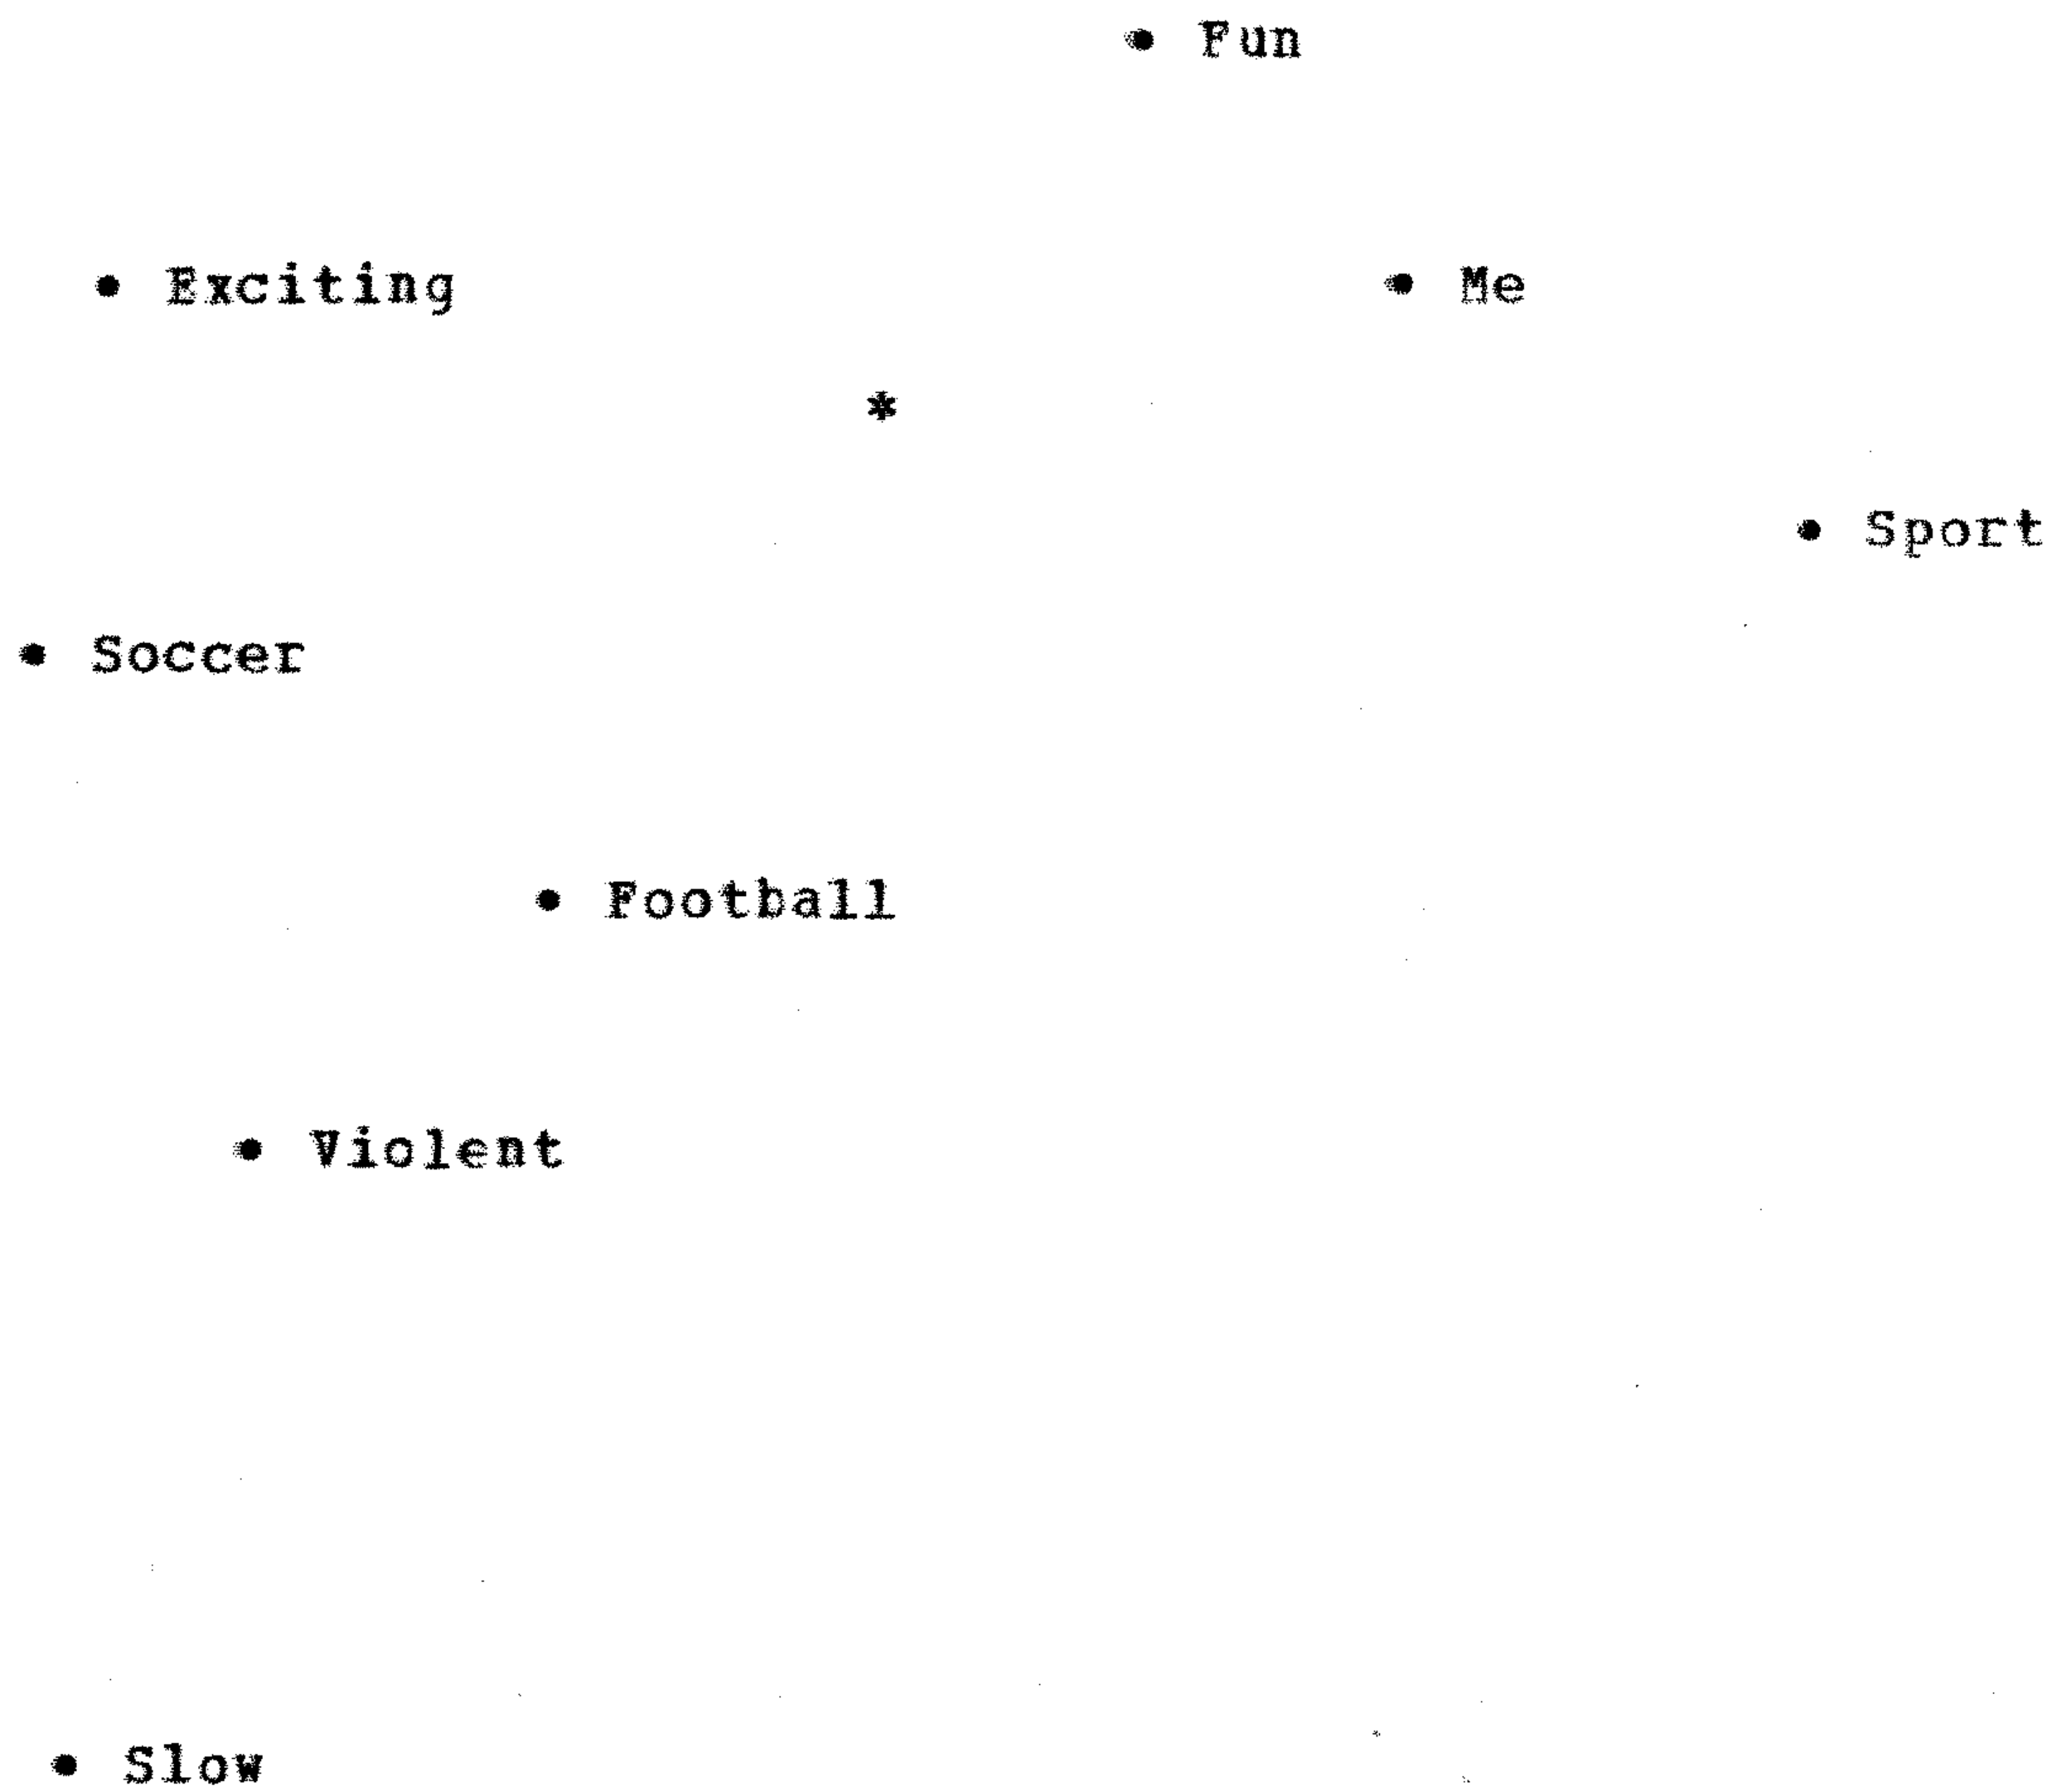 • Fun
• Exciting
• Me
*
• Sport
• Soccer
• Football
• Violent
• Slow